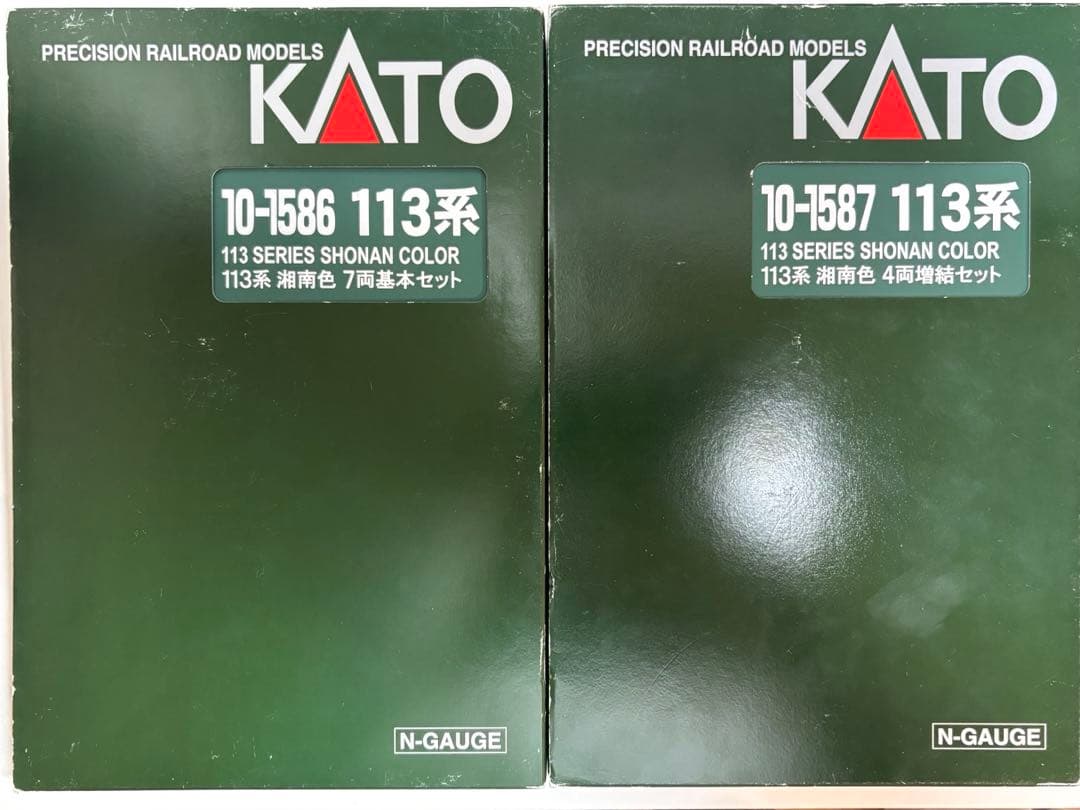 PRECISION RAILROAD MODELS
KATO
10-1586 113系
113 SERIES SHONAN COLOR
113系 湘南色 7両基本セット
N-GAUGE
PRECISION RAILROAD MODELS
KATO
10-1587 113系
113 SERIES SHONAN COLOR
113系 湘南色 4両増結セット
N-GAUGE